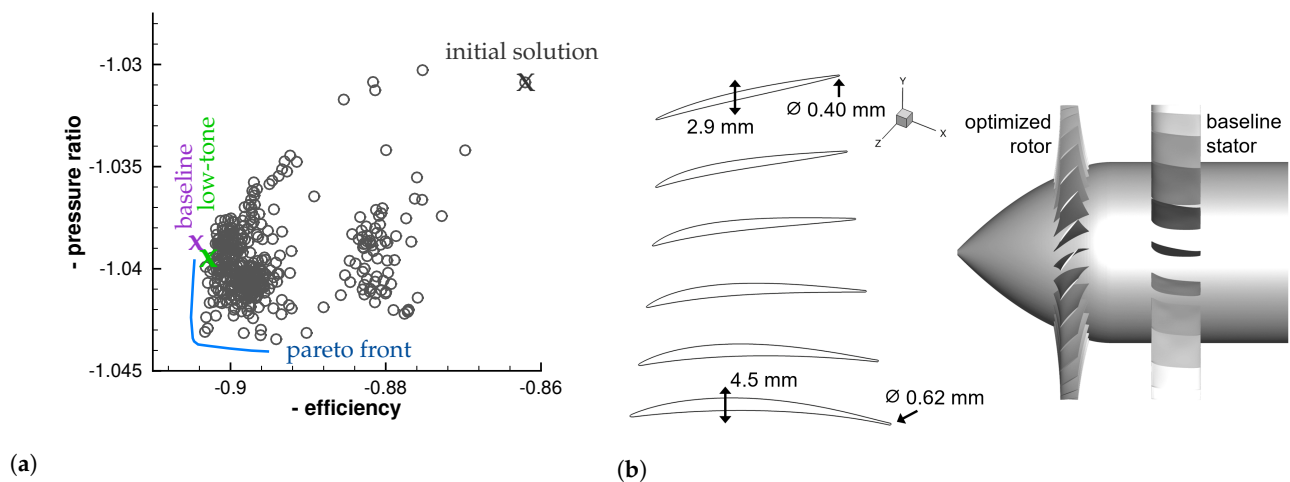 -1.03
-1.035
-1.04
-1.045
- pressure ratio
-0.9
-0.88
-0.86
- efficiency
initial solution
baseline
low-tone
x
x
X
pareto front
(a)
2.9 mm
Ø 0.40 mm
Y
X
Z
4.5 mm
Ø 0.62 mm
optimized
rotor
baseline
stator
(b)